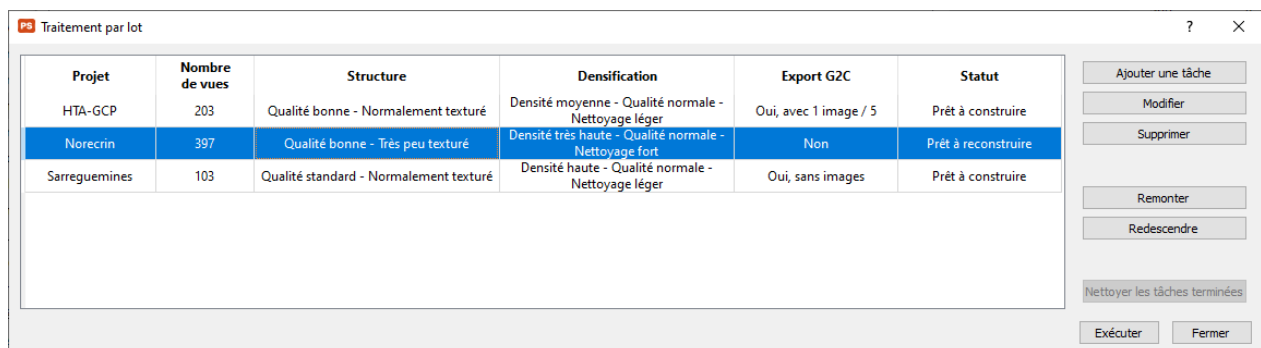 PS Traitement par lot ? ×
Projet Nombre de vues Structure Densification Export G2C Statut
HTA-GCP 203 Qualité bonne - Normalement texturé Densité moyenne - Qualité normale - Nettoyage léger Oui, avec 1 image / 5 Prêt à construire
Norecrin 397 Qualité bonne - Très peu texturé Densité très haute - Qualité normale - Nettoyage fort Non Prêt à reconstruire
Sarreguemines 103 Qualité standard - Normalement texturé Densité haute - Qualité normale - Nettoyage léger Oui, sans images Prêt à construire
Ajouter une tâche
Modifier
Supprimer
Remonter
Redescendre
Nettoyer les tâches terminées
Exécuter Fermer